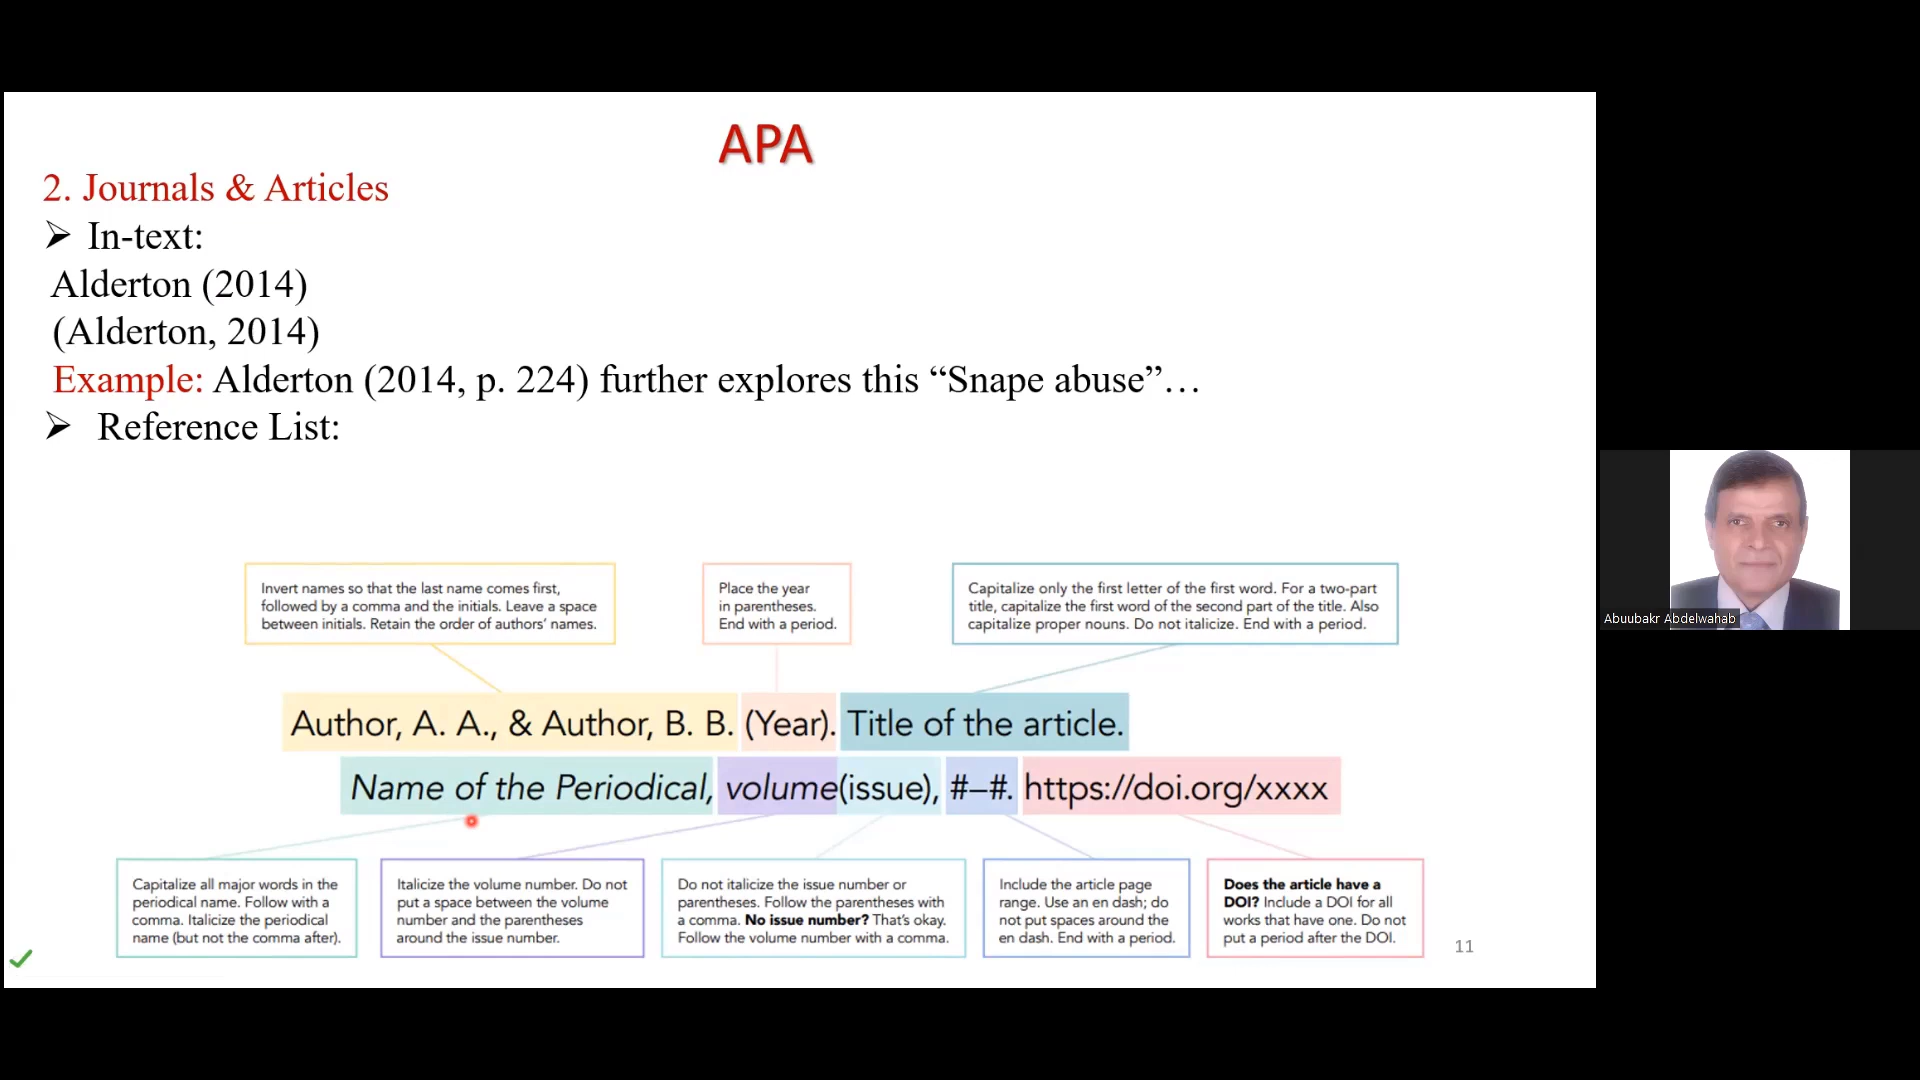 APA
2. Journals & Articles
➢ In-text:
Alderton (2014)
(Alderton, 2014)
Example: Alderton (2014, p. 224) further explores this “Snape abuse”…
➢ Reference List:
Invert names so that the last name comes first,
followed by a comma and the initials. Leave a space
between initials. Retain the order of authors’ names.
Place the year
in parentheses.
End with a period.
Capitalize only the first letter of the first word. For a two-part
title, capitalize the first word of the second part of the title. Also
capitalize proper nouns. Do not italicize. End with a period.
Author, A. A., & Author, B. B. (Year). Title of the article.
Name of the Periodical, volume(issue), #–#. https://doi.org/xxxx
Capitalize all major words in the
periodical name. Follow with a
comma. Italicize the periodical
name (but not the comma after).
Italicize the volume number. Do not
put a space between the volume
number and the parentheses
around the issue number.
Do not italicize the issue number or
parentheses. Follow the parentheses with
a comma. No issue number? That’s okay.
Follow the volume number with a comma.
Include the article page
range. Use an en dash; do
not put spaces around the
en dash. End with a period.
Does the article have a
DOI? Include a DOI for all
works that have one. Do not
put a period after the DOI.
11
Abuubakr Abdelwahab